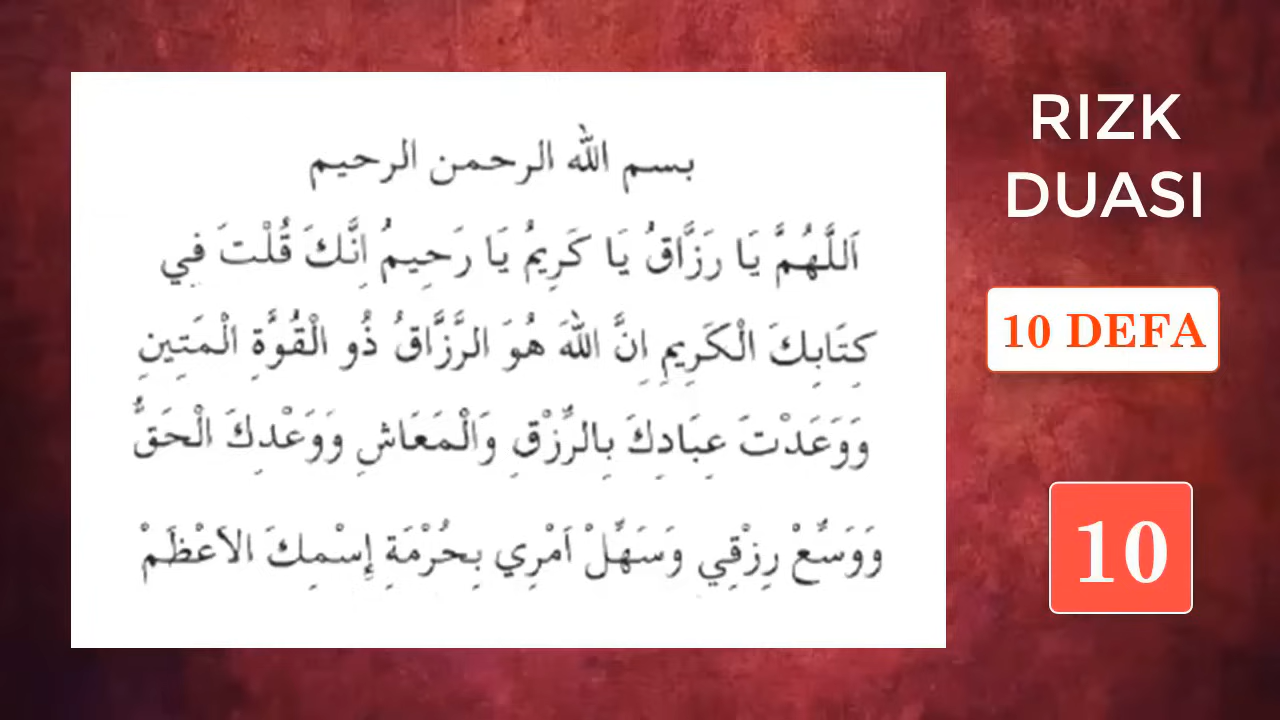 بسم الله الرحمن الرحيم
اَللَّهُمَّ يَا رَزَّاقُ يَا كَرِيمُ يَا رَحِيمُ اِنَّكَ قُلْتَ فِي
كِتَابِكَ الْكَرِيمِ اِنَّ اللهَ هُوَ الرَّزَّاقُ ذُو الْقُوَّةِ الْمَتِينِ
وَوَعَدْتَ عِبَادِكَ بِالرِّزْقِ وَالْمَعَاشِ وَوَعْدِكَ الْحَقُّ
وَوَسِّعْ رِزْقِي وَسَهِّلْ اَمْرِي بِحُرْمَةِ إِسْمِكَ الاَعْظَمْ
RIZK
DUASI
10 DEFA
10